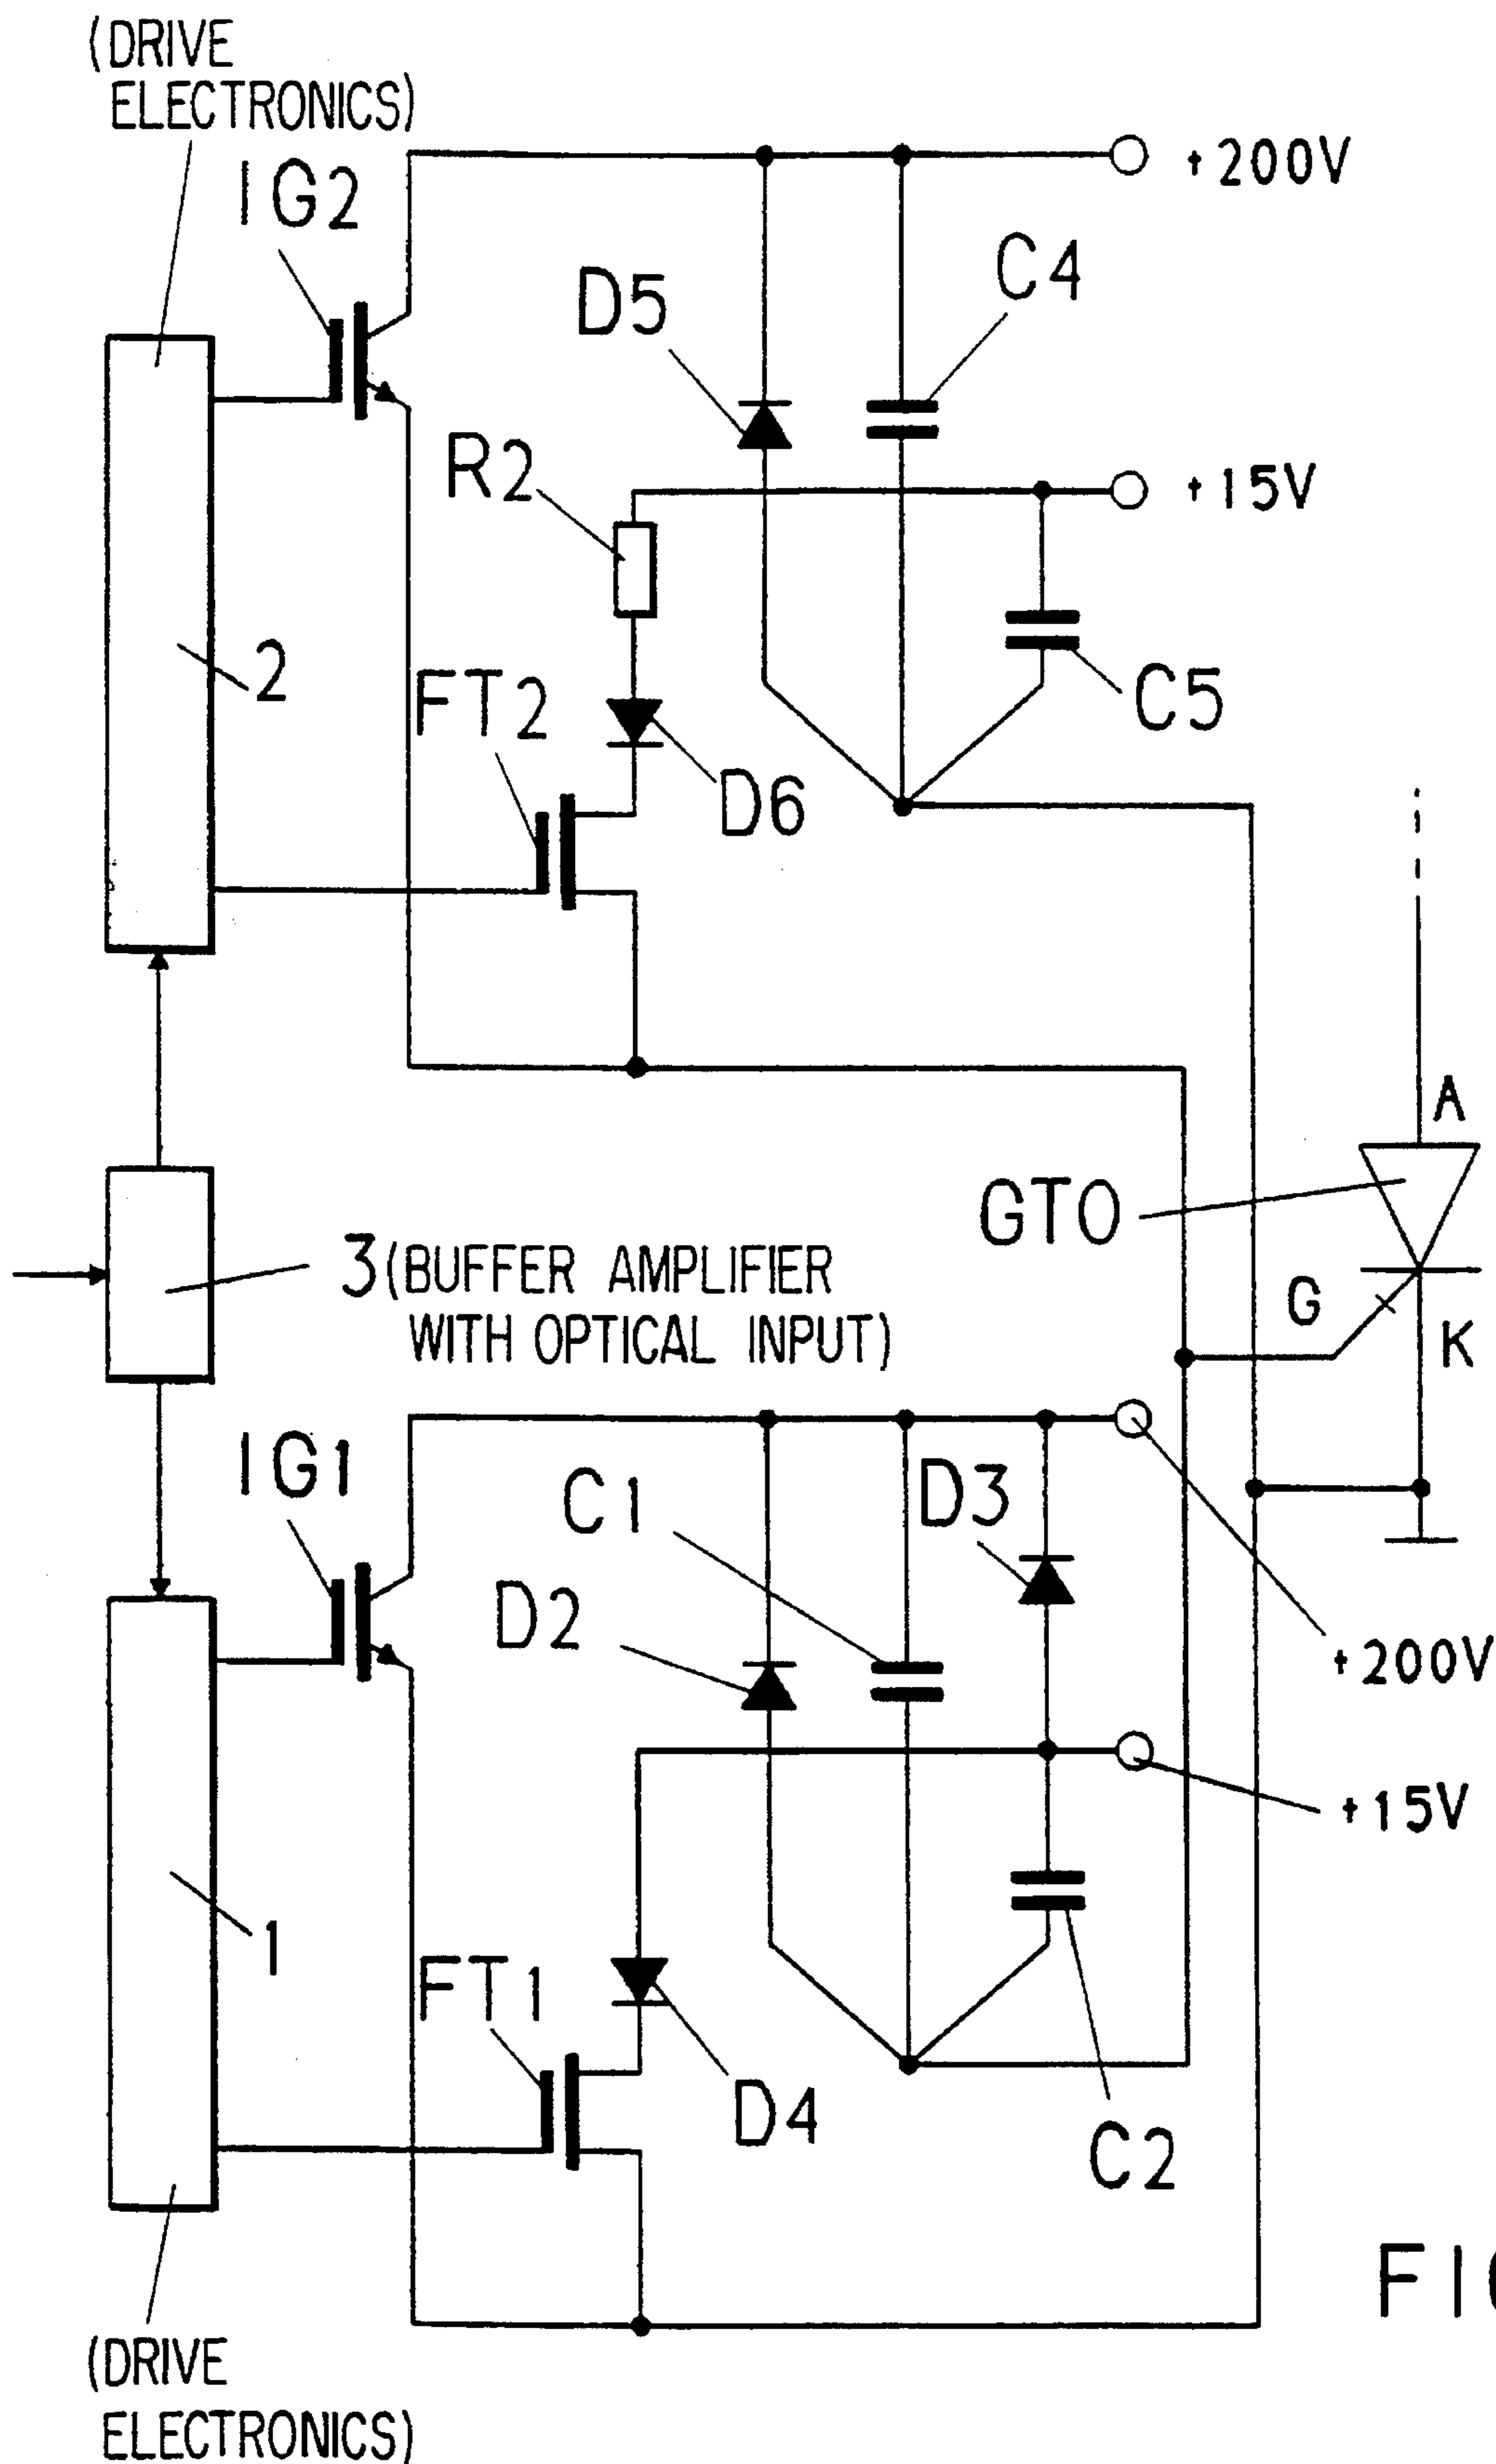 (DRIVE
ELECTRONICS)
IG2
+200V
C4
D5
R2
+15V
2
FT2
C5
D6
A
GTO
3 (BUFFER AMPLIFIER
WITH OPTICAL INPUT)
G
K
IG1
C1
D3
D2
+200V
+15V
1
FT1
D4
C2
(DRIVE
ELECTRONICS)